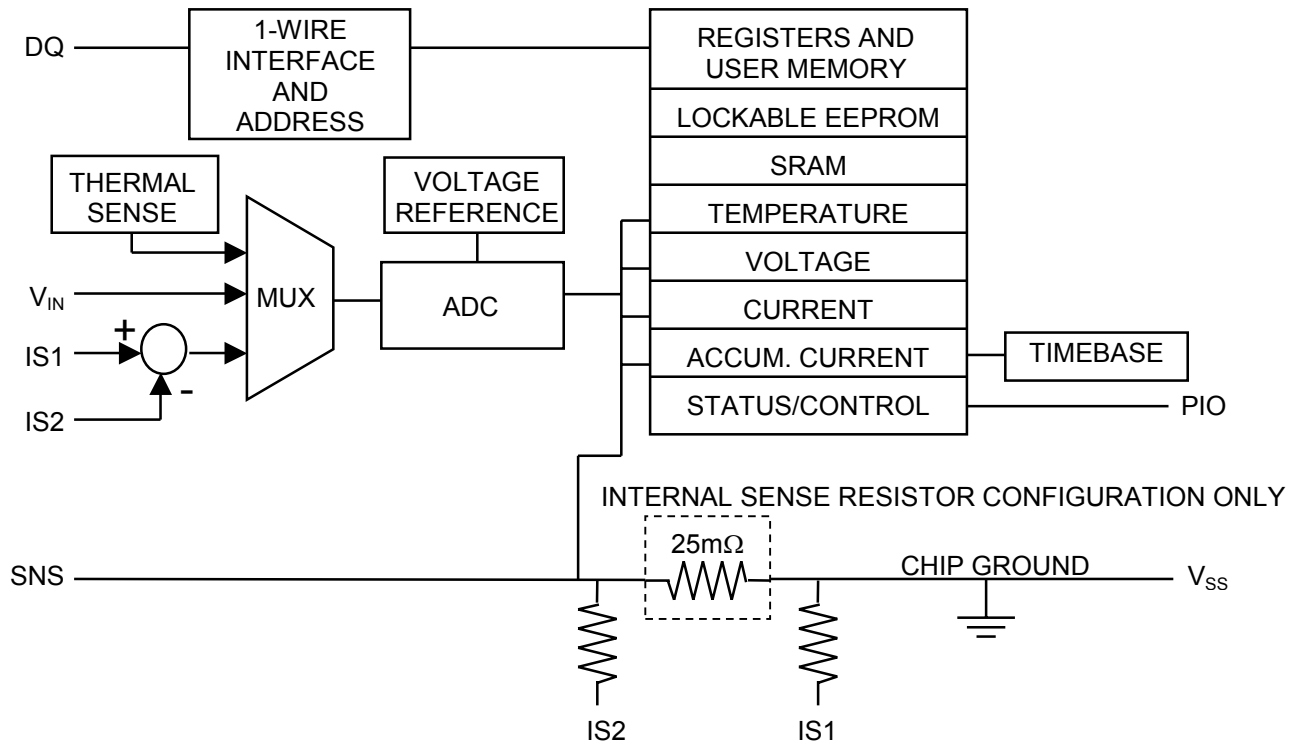 DQ
1-WIRE
INTERFACE
AND
ADDRESS
REGISTERS AND
USER MEMORY
LOCKABLE EEPROM
SRAM
TEMPERATURE
VOLTAGE
CURRENT
ACCUM. CURRENT
STATUS/CONTROL
THERMAL
SENSE
VOLTAGE
REFERENCE
MUX
ADC
VIN
+
IS1
-
IS2
TIMEBASE
PIO
INTERNAL SENSE RESISTOR CONFIGURATION ONLY
25mΩ
SNS
CHIP GROUND
VSS
IS2
IS1